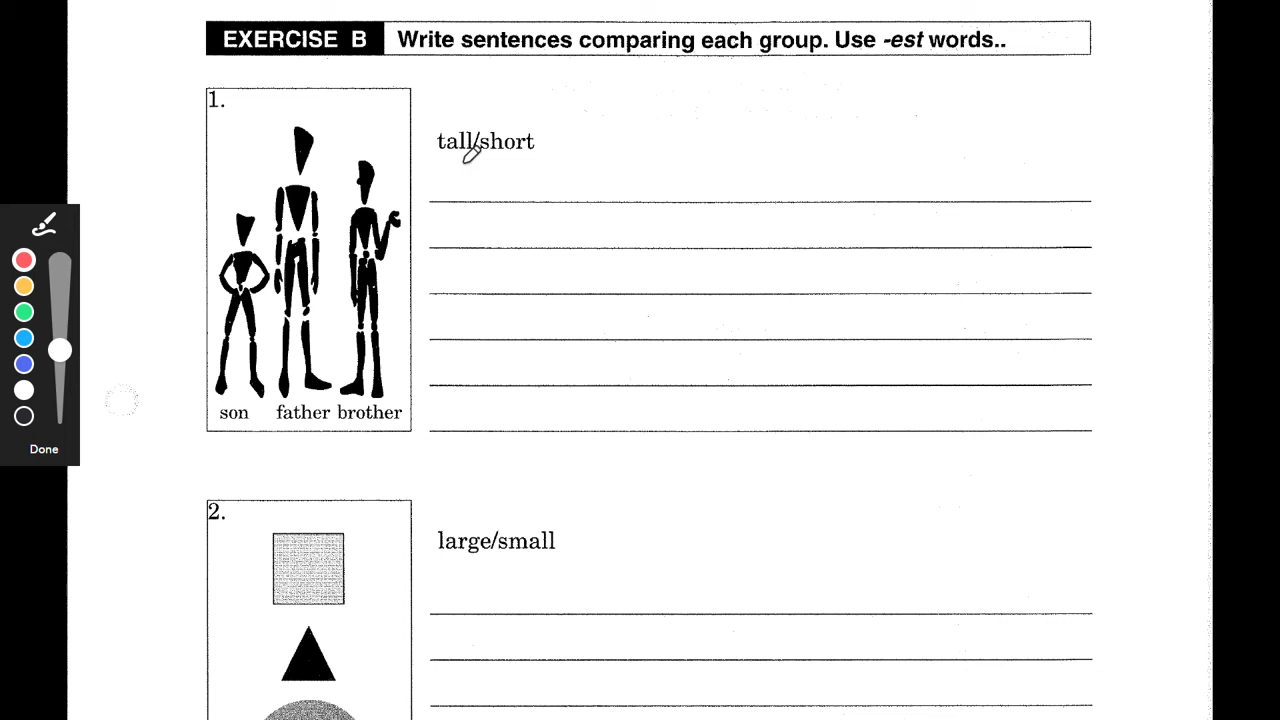 EXERCISE B Write sentences comparing each group. Use -est words..
1.
tall/short
son father brother
Done
2.
large/small